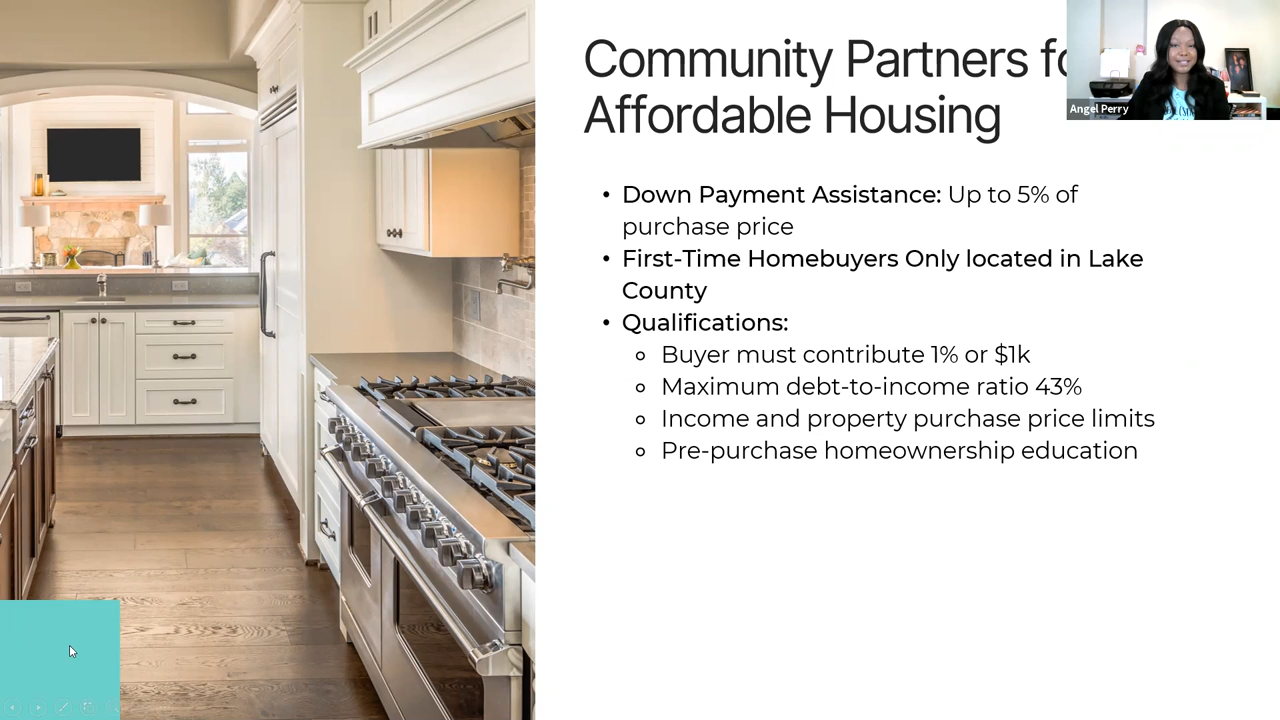 Community Partners fo
Affordable Housing
Angel Perry
• Down Payment Assistance: Up to 5% of
purchase price
• First-Time Homebuyers Only located in Lake
County
• Qualifications:
○ Buyer must contribute 1% or $1k
○ Maximum debt-to-income ratio 43%
○ Income and property purchase price limits
○ Pre-purchase homeownership education